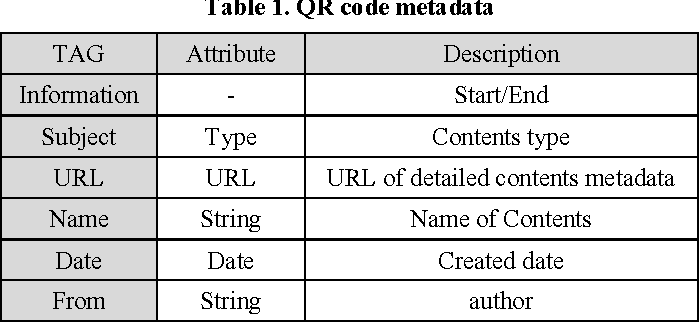 Table 1. QR code metadata
TAG Attribute Description
Information - Start/End
Subject Type Contents type
URL URL URL of detailed contents metadata
Name String Name of Contents
Date Date Created date
From String author